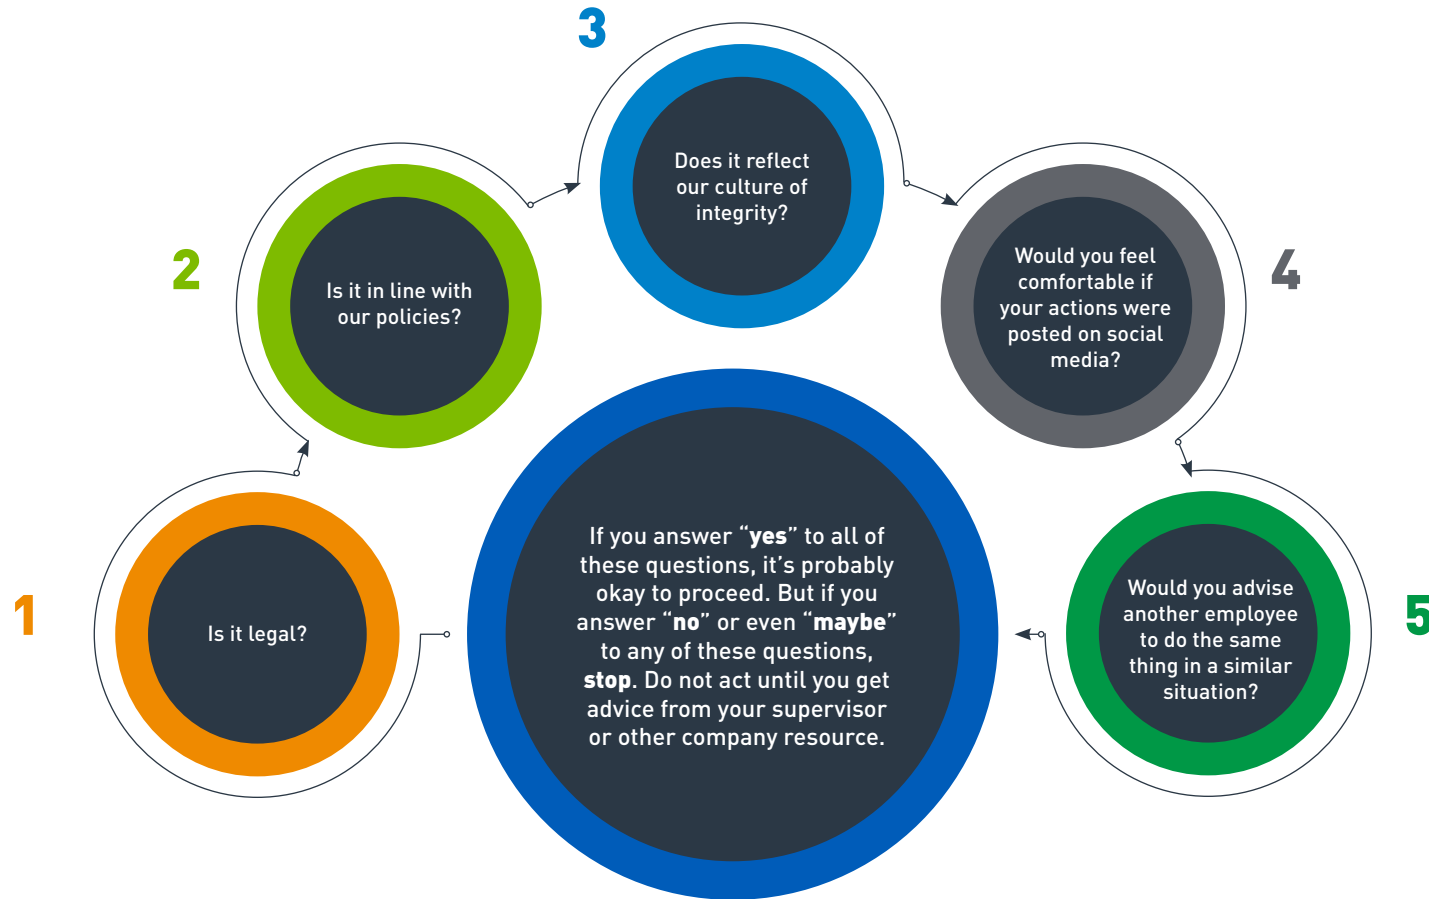 1
Is it legal?
2
Is it in line with
our policies?
3
Does it reflect
our culture of
integrity?
4
Would you feel
comfortable if
your actions were
posted on social
media?
5
Would you advise
another employee
to do the same
thing in a similar
situation?
If you answer “yes” to all of
these questions, it’s probably
okay to proceed. But if you
answer “no” or even “maybe”
to any of these questions,
stop. Do not act until you get
advice from your supervisor
or other company resource.